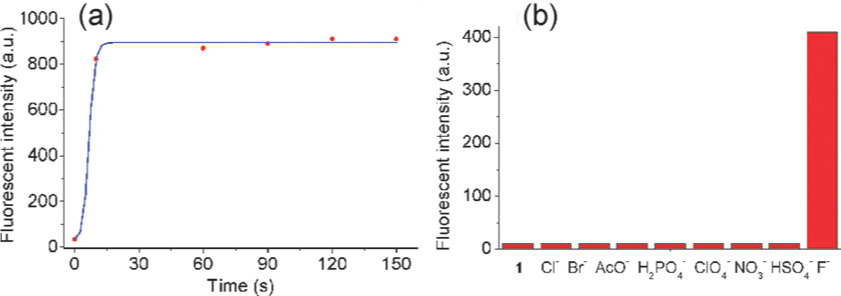 (a)
Fluorescent intensity (a.u.)
1000
800
600
400
200
0
0 30 60 90 120 150
Time (s)
(b)
Fluorescent intensity (a.u.)
400
300
200
100
0
1 Cl⁻ Br⁻ AcO⁻ H₂PO₄⁻ ClO₄⁻ NO₃⁻ HSO₄⁻ F⁻